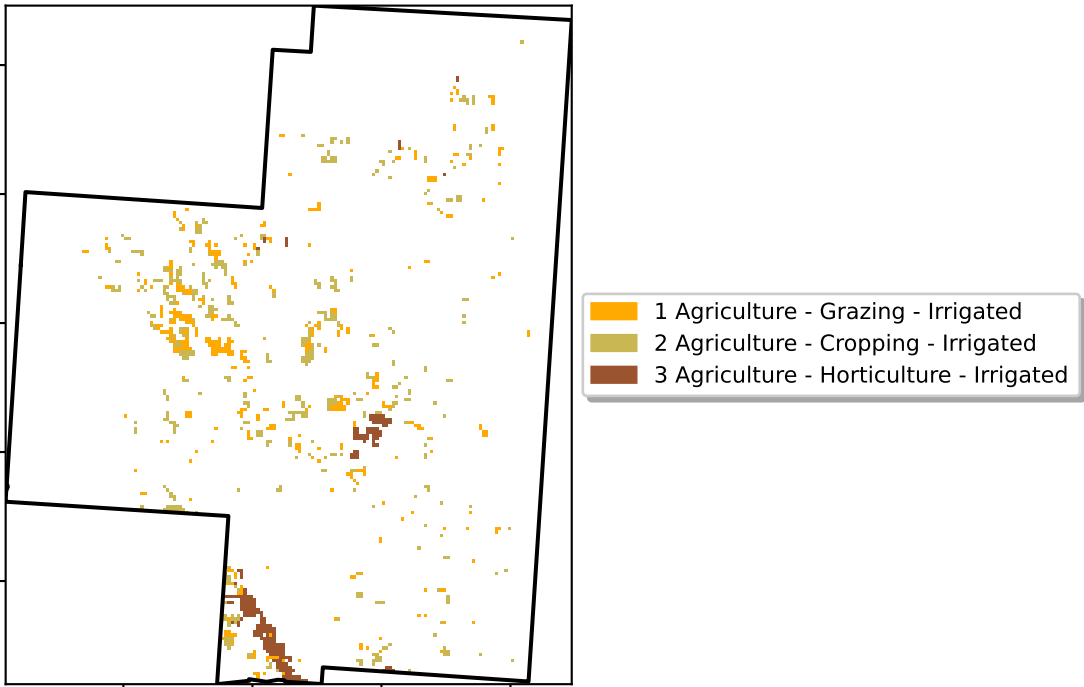 1 Agriculture - Grazing - Irrigated
2 Agriculture - Cropping - Irrigated
3 Agriculture - Horticulture - Irrigated